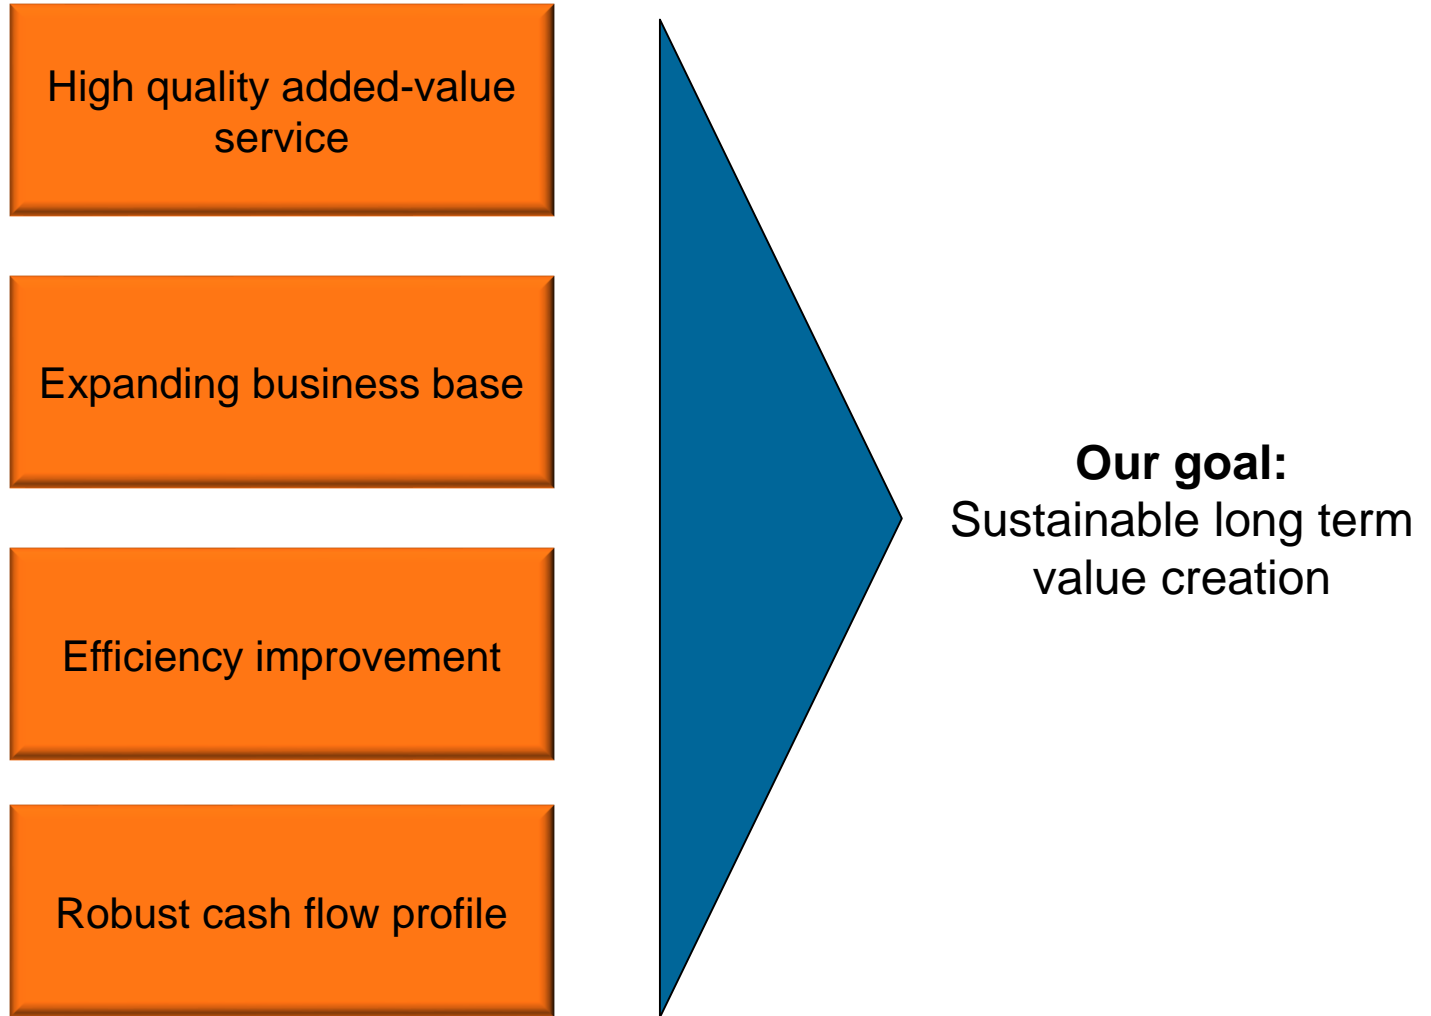 High quality added-value
service
Expanding business base
Efficiency improvement
Robust cash flow profile
Our goal:
Sustainable long term
value creation